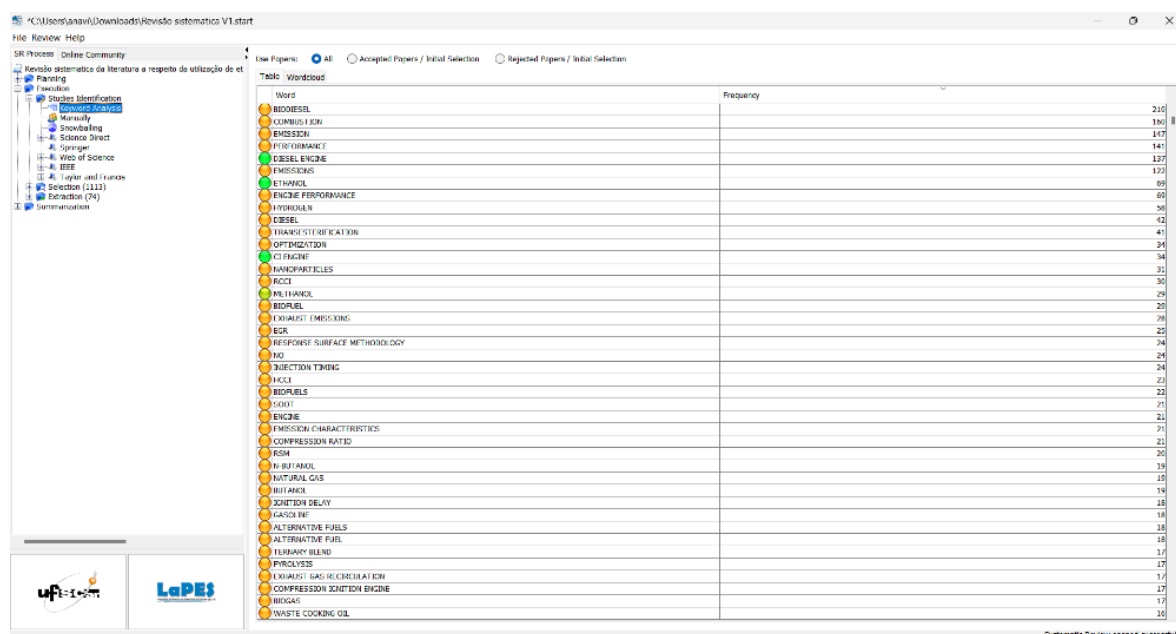 *C:\Users\anavi\Downloads\Revisão sistematica V1.start
File Review Help
SR Process Online Community
Revisão sistematica da literatura a respeito da utilização de et
Planning
Execution
Studies Identification
Keyword Analysis
Manually
Snowballing
Science Direct
Springer
Web of Science
IEEE
Taylor and Francis
Selection (1113)
Extraction (74)
Summarization
ufscar
LaPES
Use Papers: All Accepted Papers / Initial Selection Rejected Papers / Initial Selection
Table Wordcloud
Word Frequency
BIODIESEL 210
COMBUSTION 160
EMISSION 147
PERFORMANCE 141
DIESEL ENGINE 137
EMISSIONS 122
ETHANOL 69
ENGINE PERFORMANCE 69
HYDROGEN 58
DIESEL 42
TRANSESTERIFICATION 41
OPTIMIZATION 34
CI ENGINE 34
NANOPARTICLES 31
RCCI 30
METHANOL 29
BIOFUEL 29
EXHAUST EMISSIONS 28
EGR 25
RESPONSE SURFACE METHODOLOGY 24
NO 24
INJECTION TIMING 24
HCCI 23
BIOFUELS 22
SOOT 21
ENGINE 21
EMISSION CHARACTERISTICS 21
COMPRESSION RATIO 21
RSM 20
N-BUTANOL 19
NATURAL GAS 19
BUTANOL 19
IGNITION DELAY 18
GASOLINE 18
ALTERNATIVE FUELS 18
ALTERNATIVE FUEL 18
TERNARY BLEND 17
PYROLYSIS 17
EXHAUST GAS RECIRCULATION 17
COMPRESSION IGNITION ENGINE 17
BIOGAS 17
WASTE COOKING OIL 16